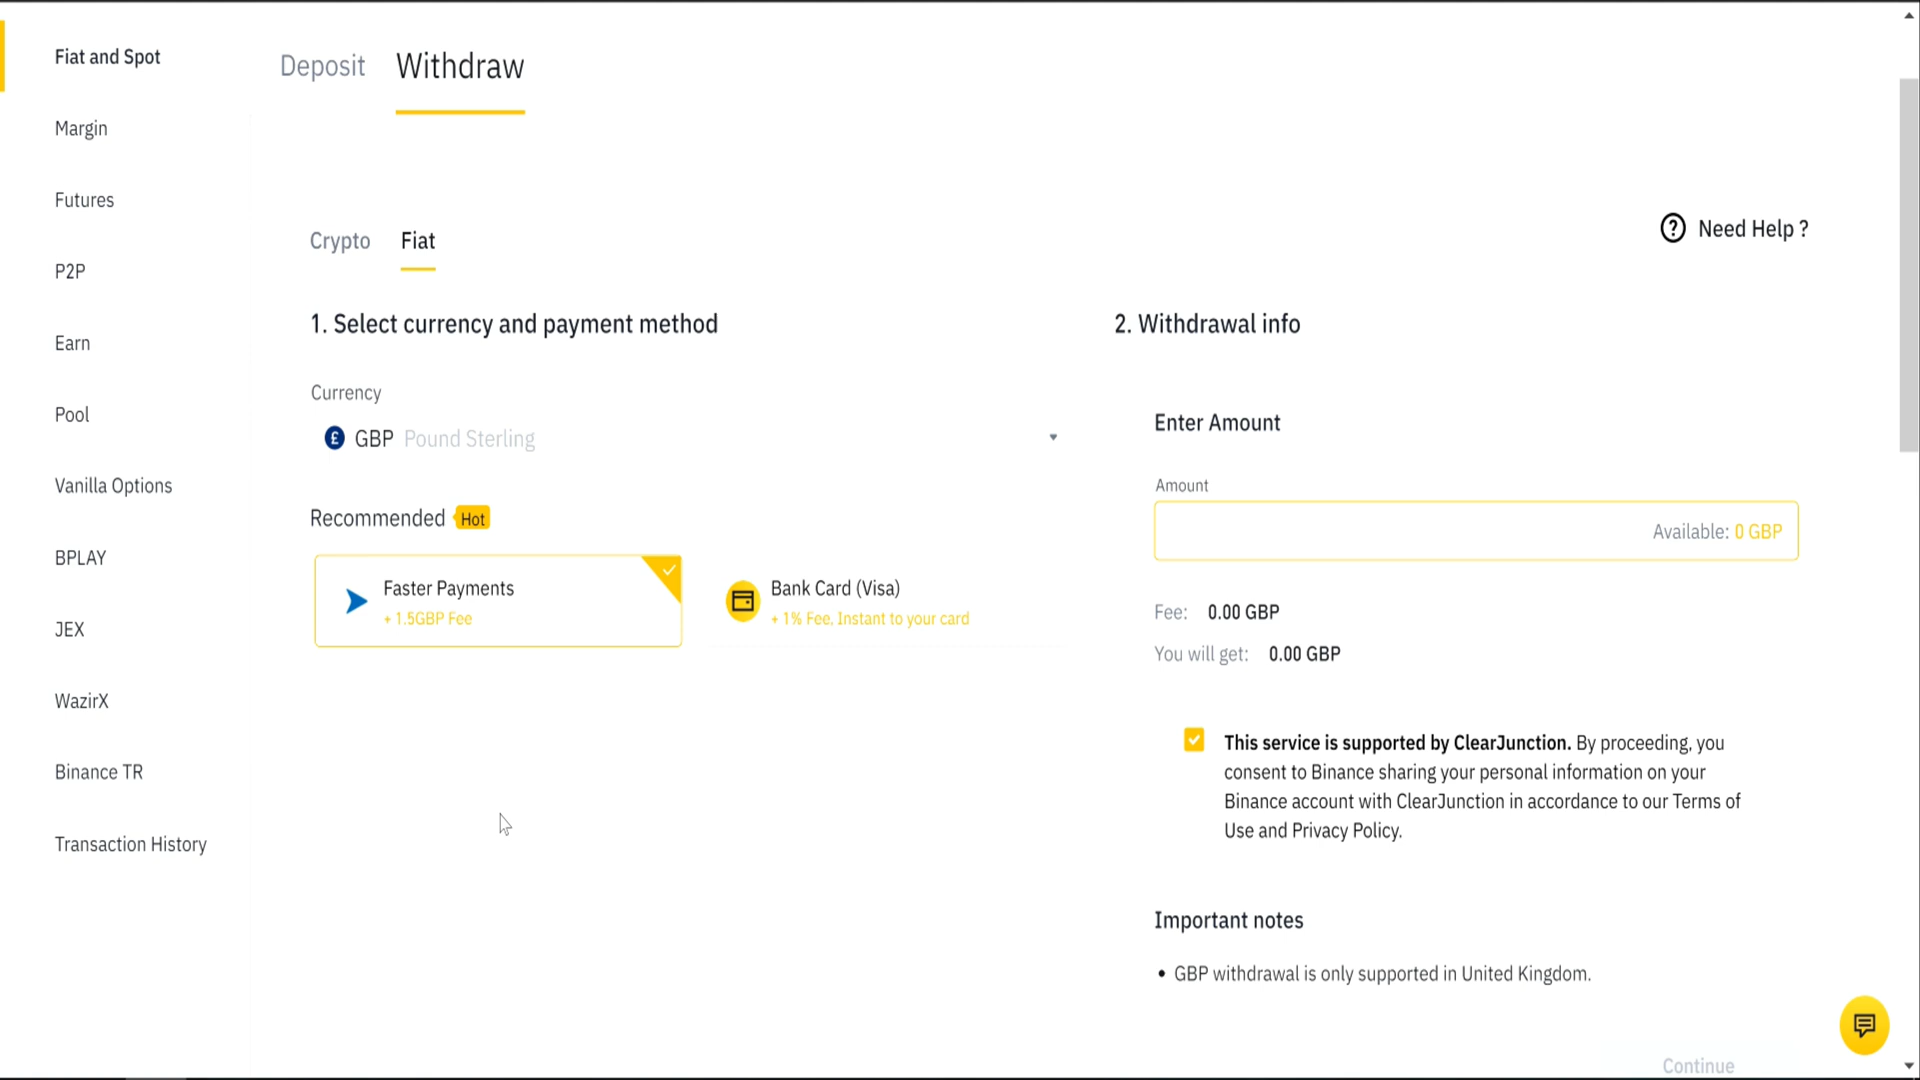 Fiat and Spot
Margin
Futures
P2P
Earn
Pool
Vanilla Options
BPLAY
JEX
WazirX
Binance TR
Transaction History
Deposit Withdraw
Crypto Fiat
Need Help ?
1. Select currency and payment method
Currency
£ GBP Pound Sterling
Recommended Hot
Faster Payments
+ 1.5GBP Fee
Bank Card (Visa)
+ 1% Fee, Instant to your card
2. Withdrawal info
Enter Amount
Amount
Available: 0 GBP
Fee: 0.00 GBP
You will get: 0.00 GBP
This service is supported by ClearJunction. By proceeding, you
consent to Binance sharing your personal information on your
Binance account with ClearJunction in accordance to our Terms of
Use and Privacy Policy.
Important notes
• GBP withdrawal is only supported in United Kingdom.
Continue